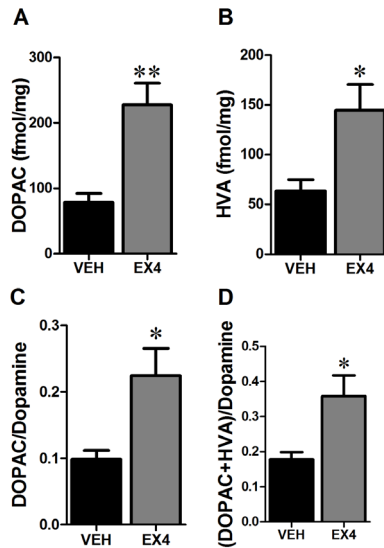 A
DOPAC (fmol/mg)
300
200
100
0
**
VEH EX4
B
HVA (fmol/mg)
200
150
100
50
0
*
VEH EX4
C
DOPAC/Dopamine
0.3
0.2
0.1
0.0
*
VEH EX4
D
(DOPAC+HVA)/Dopamine
0.5
0.4
0.3
0.2
0.1
0.0
*
VEH EX4